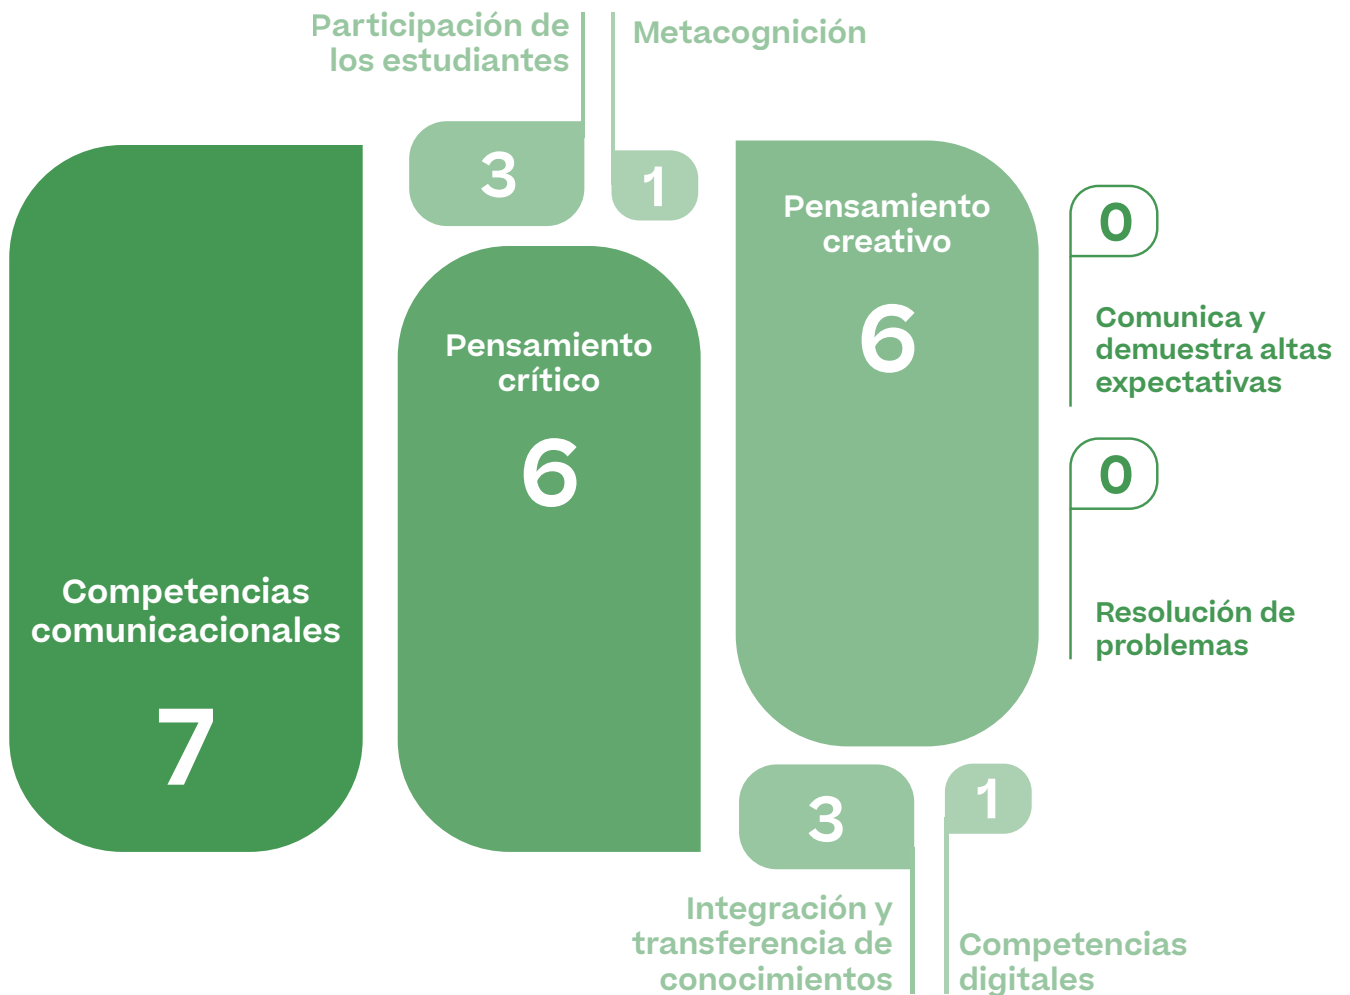 Participación de
los estudiantes
3
Metacognición
1
Competencias
comunicacionales
7
Pensamiento
crítico
6
Pensamiento
creativo
6
0
Comunica y
demuestra altas
expectativas
0
Resolución de
problemas
3
Integración y
transferencia de
conocimientos
1
Competencias
digitales